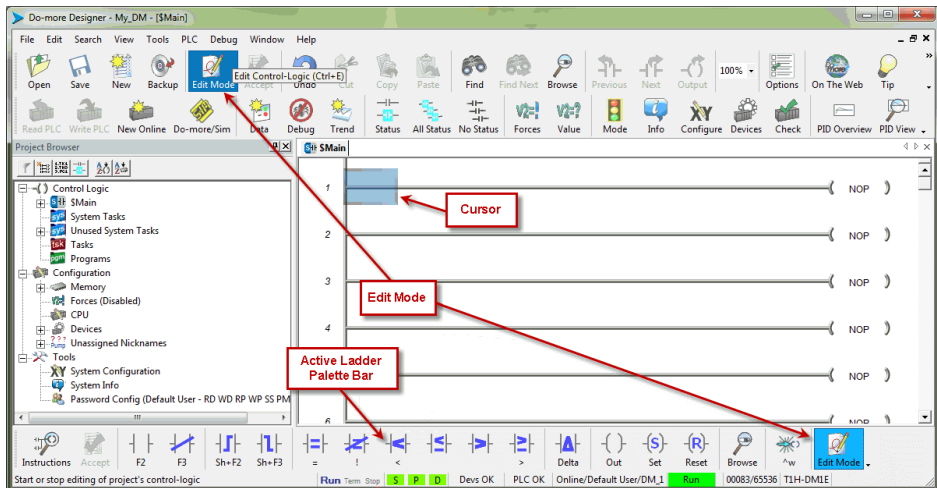 Do-more Designer - My_DM - [$Main]
File Edit Search View Tools PLC Debug Window Help
Open Save New Backup Edit Mode Accept Undo Cut Copy Paste Find Find Next Browse Previous Next Output 100% Options On The Web Tip
Edit Control-Logic (Ctrl+E)
Read PLC Write PLC New Online Do-more/Sim Data Debug Trend Status All Status No Status Forces Value Mode Info Configure Devices Check PID Overview PID View
Project Browser
$Main
Control Logic
$Main
System Tasks
Unused System Tasks
Tasks
Programs
Configuration
Memory
Forces (Disabled)
CPU
Devices
Unassigned Nicknames
Tools
System Configuration
System Info
Password Config (Default User - RD WD RP WP SS PM
1 NOP
Cursor
2 NOP
3 NOP
Edit Mode
4 NOP
Active Ladder
Palette Bar
NOP
6 NOP
Instructions Accept F2 F3 Sh+F2 Sh+F3 = ! < > Delta Out Set Reset Browse ^w Edit Mode
Start or stop editing of project's control-logic
Run Term Stop S P D Devs OK PLC OK Online/Default User/DM_1 Run 00083/65536 T1H-DM1E